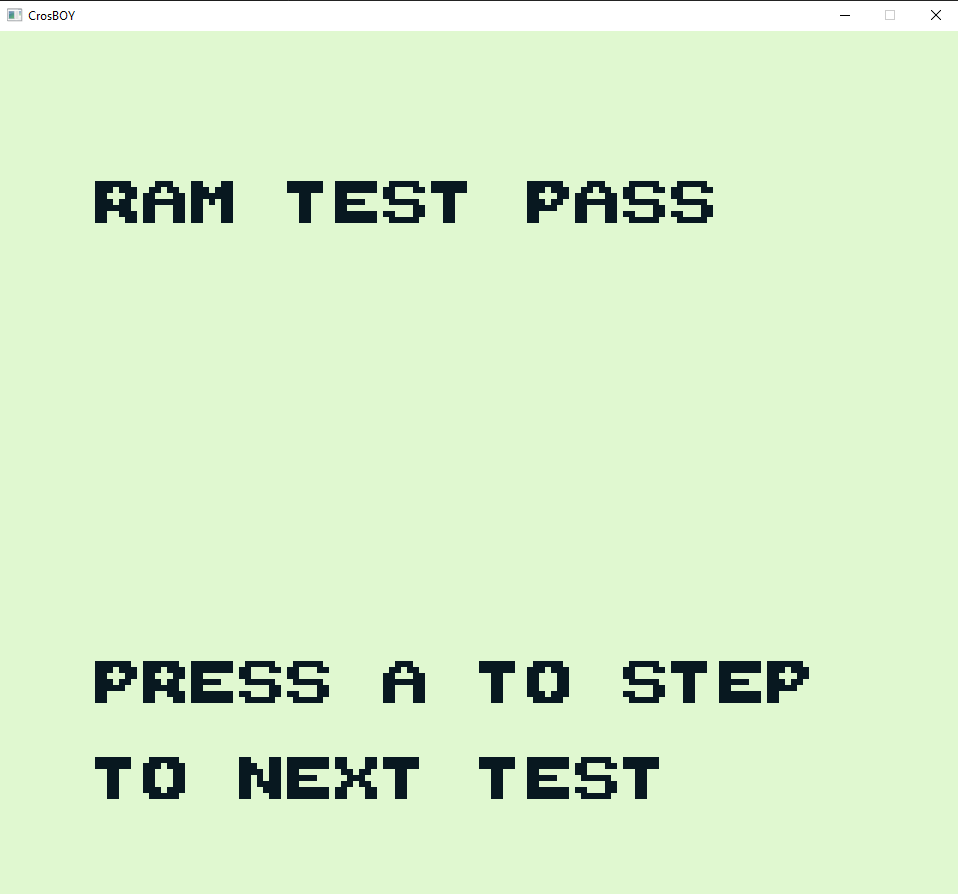 CrosBOY
RAM TEST PASS
PRESS A TO STEP
TO NEXT TEST